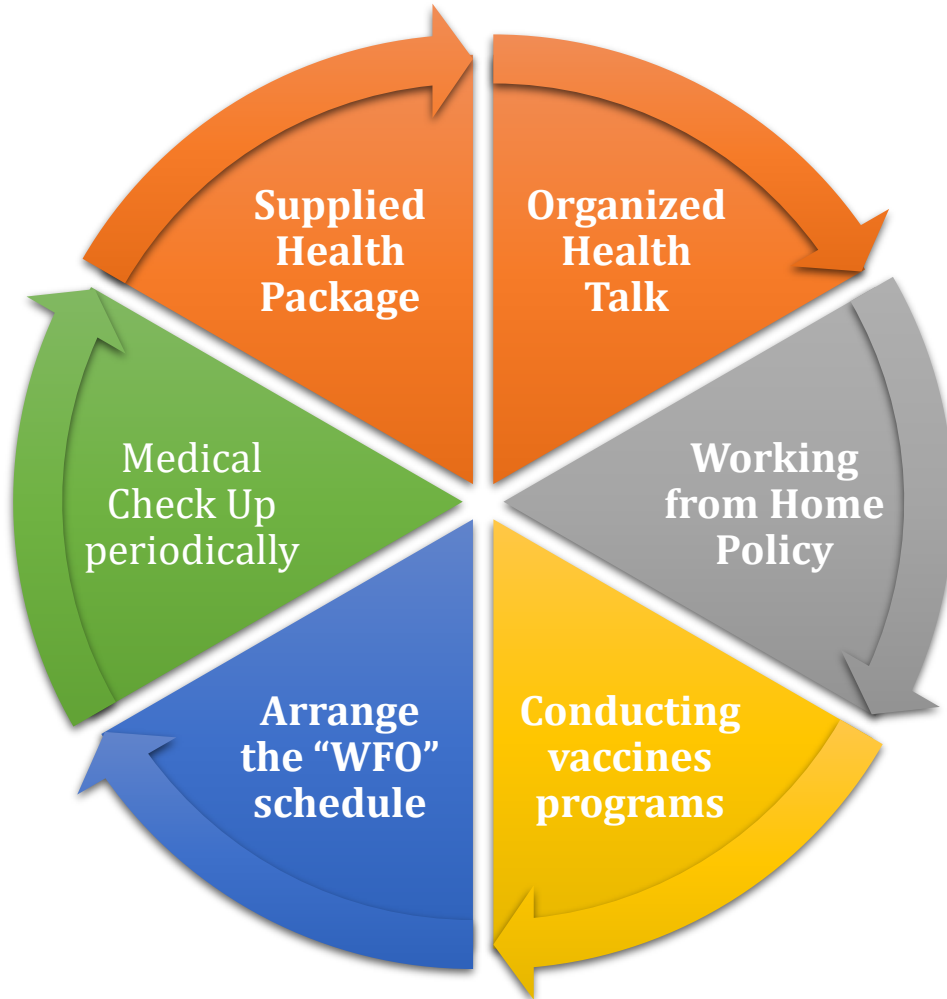 Supplied
Health
Package
Organized
Health
Talk
Working
from Home
Policy
Conducting
vaccines
programs
Arrange
the “WFO”
schedule
Medical
Check Up
periodically